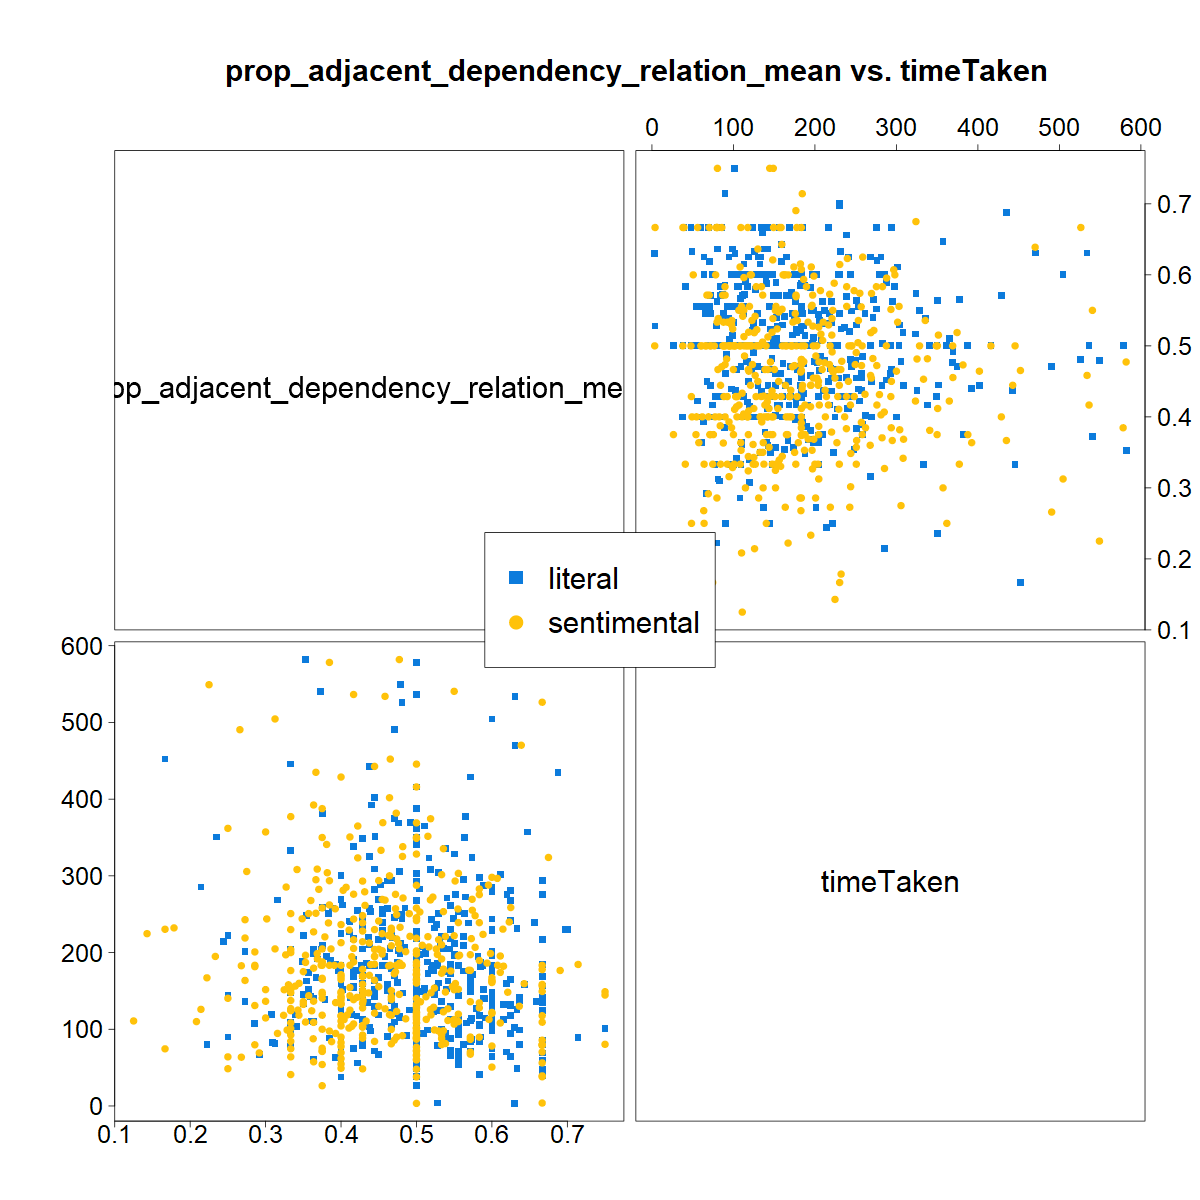 prop_adjacent_dependency_relation_mean vs. timeTaken
0 100 200 300 400 500 600
0.7
0.6
op_adjacent_dependency_relation_me
0.5
0.4
0.3
0.2
0.1
literal
sentimental
600
500
400
300
200
100
0
timeTaken
0.1 0.2 0.3 0.4 0.5 0.6 0.7